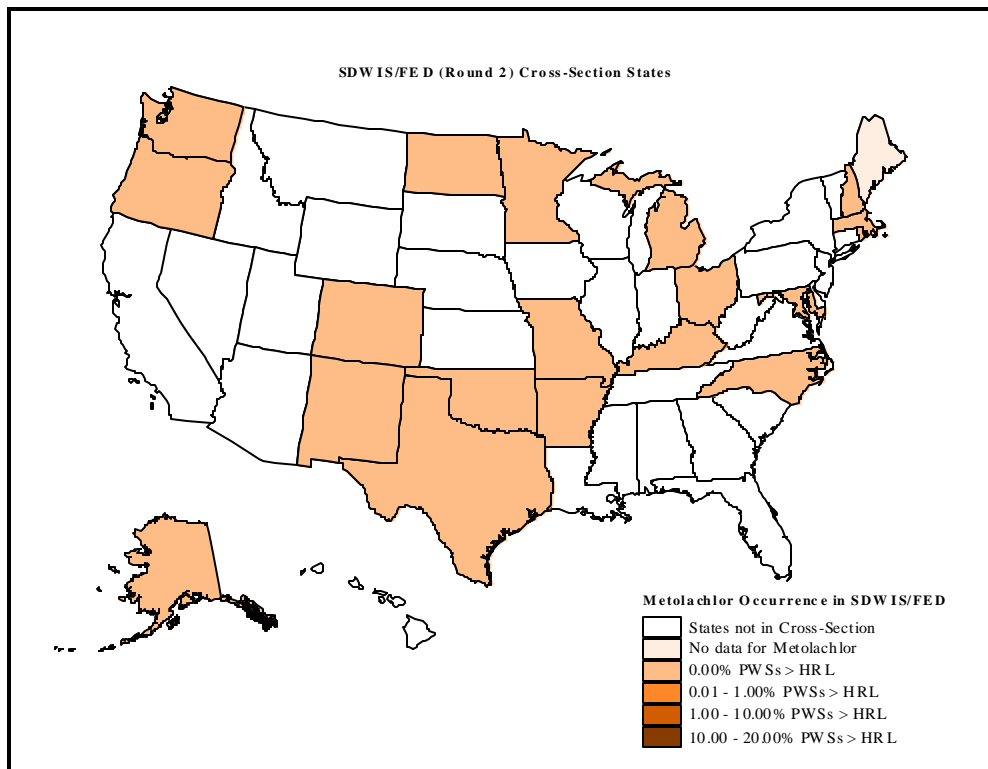 SDWIS/FED (Round 2) Cross-Section States
Metolachlor Occurrence in SDWIS/FED
States not in Cross-Section
No data for Metolachlor
0.00% PWSs > HRL
0.01 - 1.00% PWSs > HRL
1.00 - 10.00% PWSs > HRL
10.00 - 20.00% PWSs > HRL